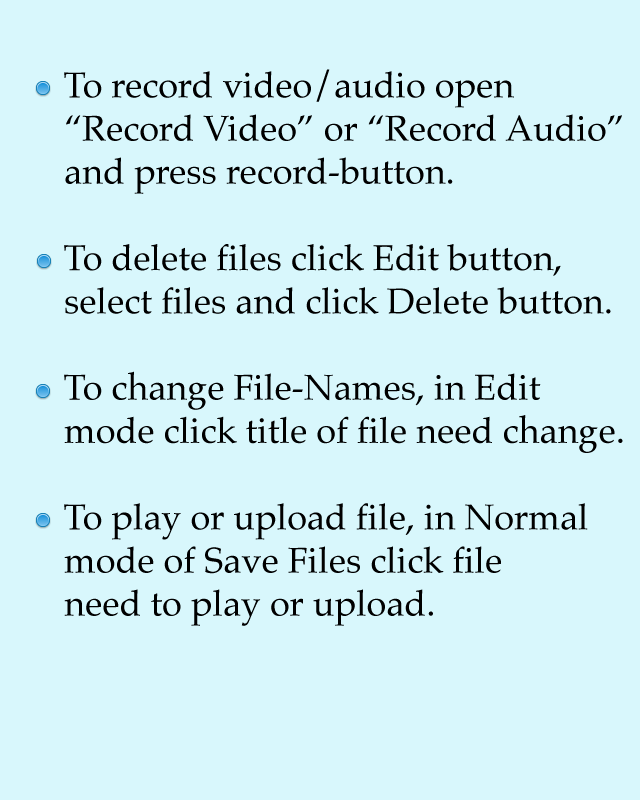 To record video/audio open
“Record Video” or “Record Audio”
and press record-button.
To delete files click Edit button,
select files and click Delete button.
To change File-Names, in Edit
mode click title of file need change.
To play or upload file, in Normal
mode of Save Files click file
need to play or upload.